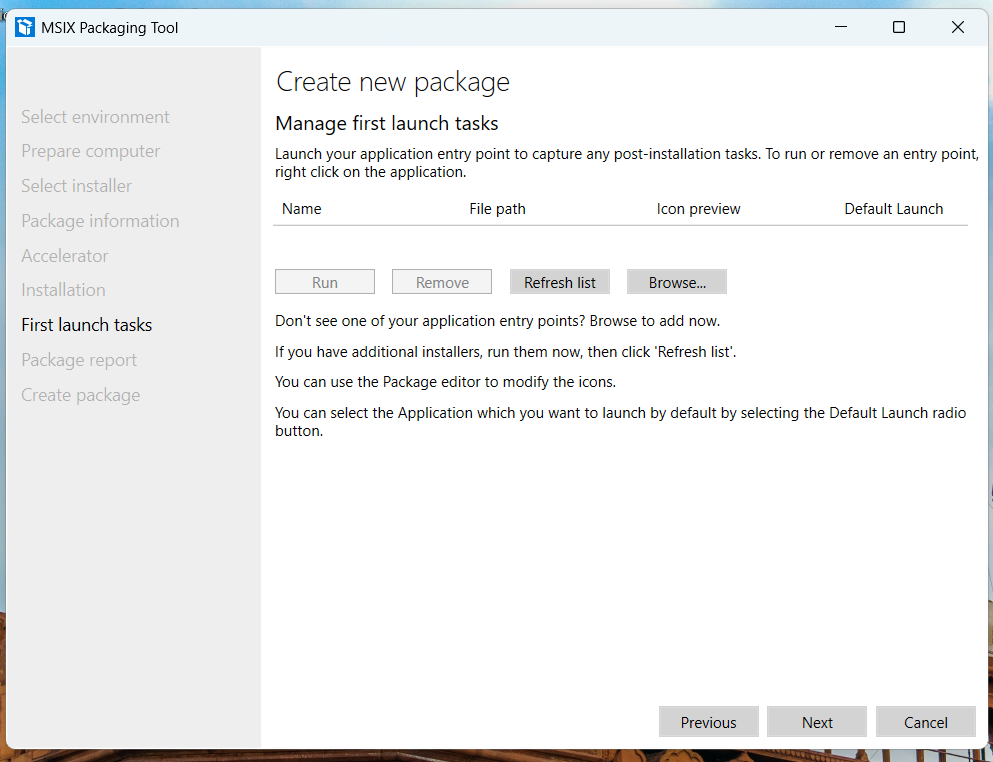 MSIX Packaging Tool
Create new package
Select environment
Prepare computer
Select installer
Package information
Accelerator
Installation
First launch tasks
Package report
Create package
Manage first launch tasks
Launch your application entry point to capture any post-installation tasks. To run or remove an entry point,
right click on the application.
Name File path Icon preview Default Launch
Run Remove Refresh list Browse...
Don't see one of your application entry points? Browse to add now.
If you have additional installers, run them now, then click 'Refresh list'.
You can use the Package editor to modify the icons.
You can select the Application which you want to launch by default by selecting the Default Launch radio
button.
Previous Next Cancel